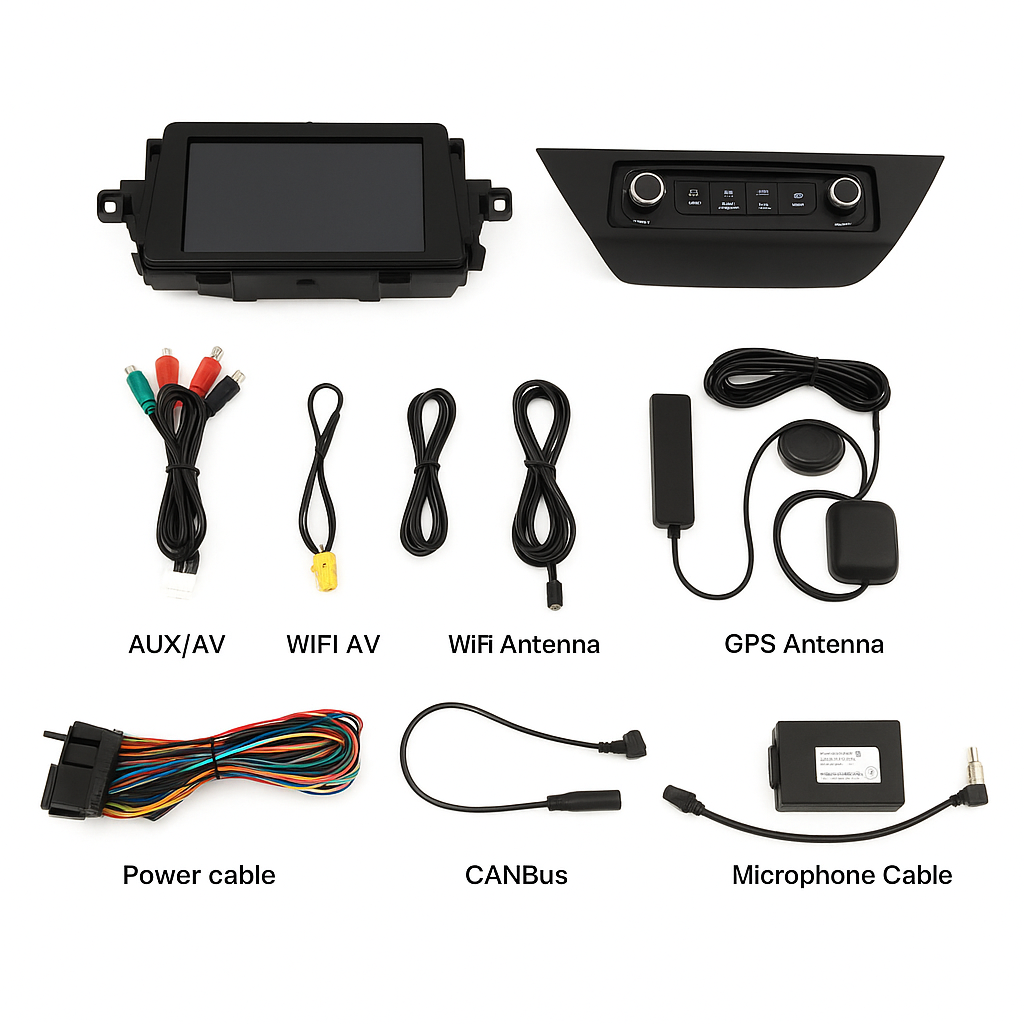 AUX/AV
WIFI AV
WiFi Antenna
GPS Antenna
Power cable
CANBus
Microphone Cable